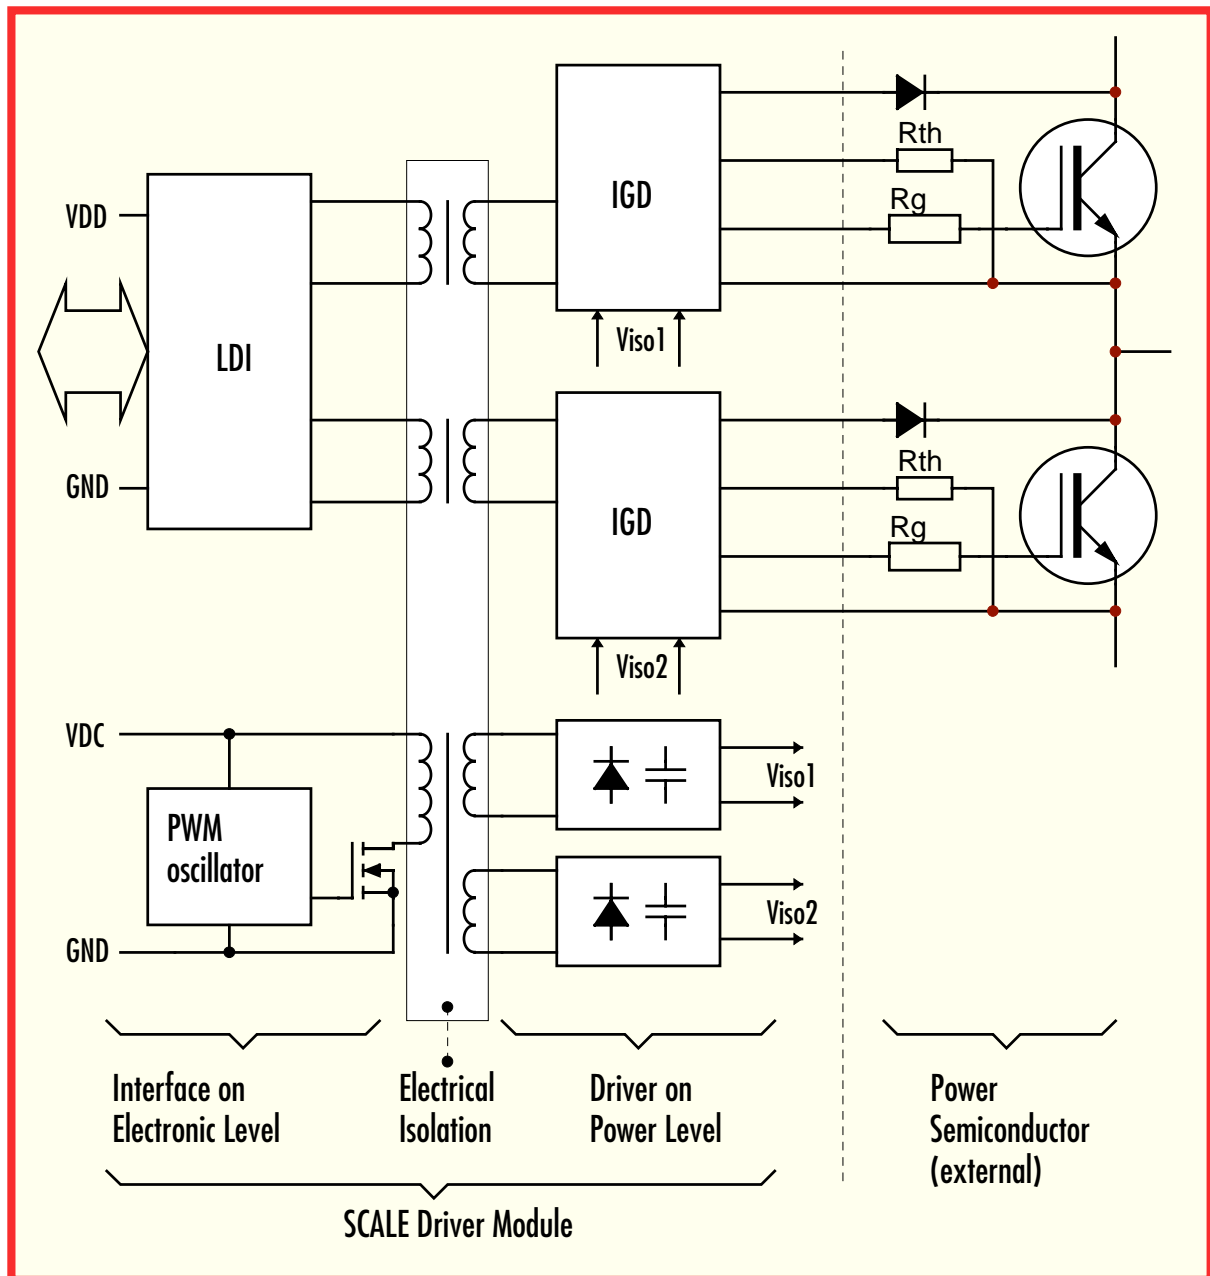 VDD
LDI
GND
IGD
Viso1
Rth
Rg
IGD
Viso2
Rth
Rg
VDC
PWM
oscillator
GND
Viso1
Viso2
Interface on
Electronic Level
Electrical
Isolation
Driver on
Power Level
Power
Semiconductor
(external)
SCALE Driver Module